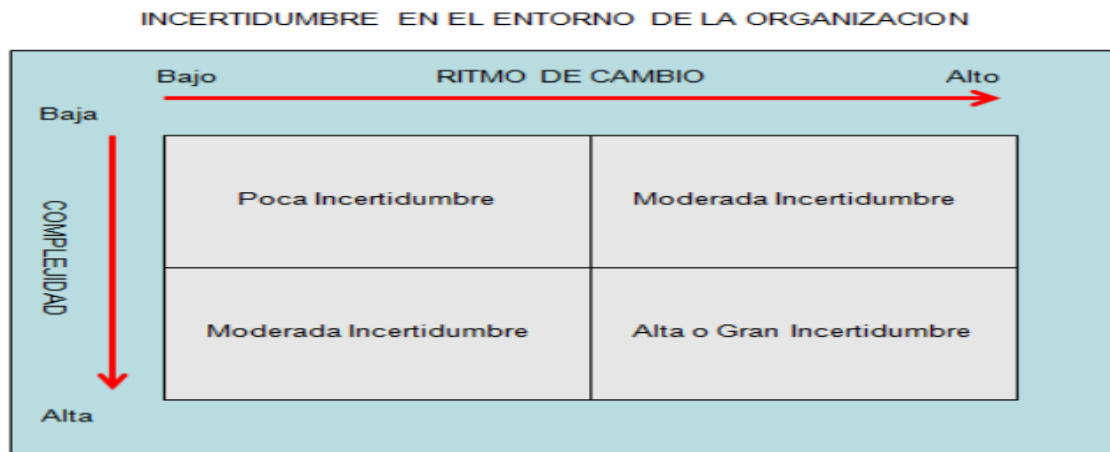 INCERTIDUMBRE EN EL ENTORNO DE LA ORGANIZACION
Bajo RITMO DE CAMBIO Alto
Baja
COMPLEJIDAD
Poca Incertidumbre Moderada Incertidumbre
Moderada Incertidumbre Alta o Gran Incertidumbre
Alta